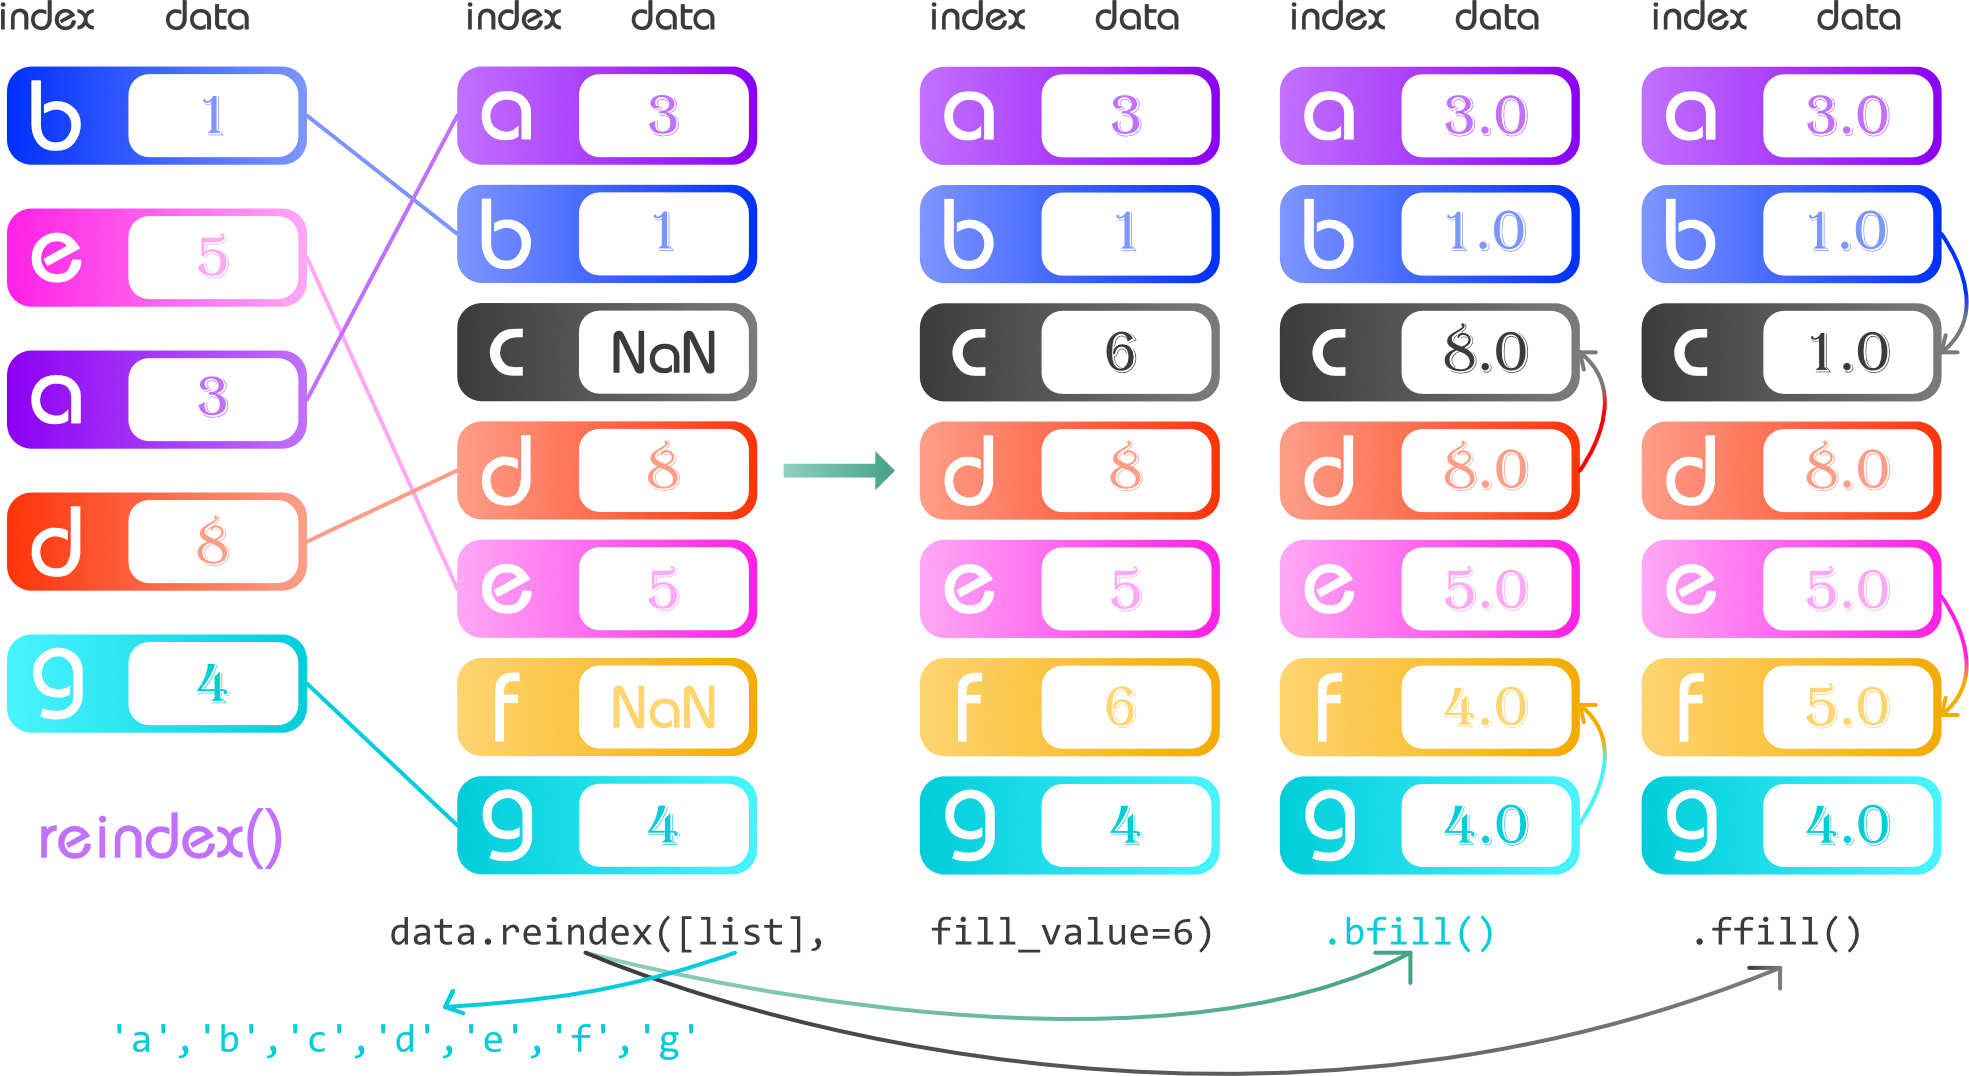 index data index data index data index data index data
b 1 a 3 a 3 a 3.0 a 3.0
b 1 b 1 b 1.0 b 1.0
e 5
c NaN c 6 c 8.0 c 1.0
a 3
d 8 d 8 d 8.0 d 8.0
d 8
e 5 e 5 e 5.0 e 5.0
g 4 f NaN f 6 f 4.0 f 5.0
reindex() g 4 g 4 g 4.0 g 4.0
data.reindex([list], fill_value=6) .bfill() .ffill()
'a','b','c','d','e','f','g'